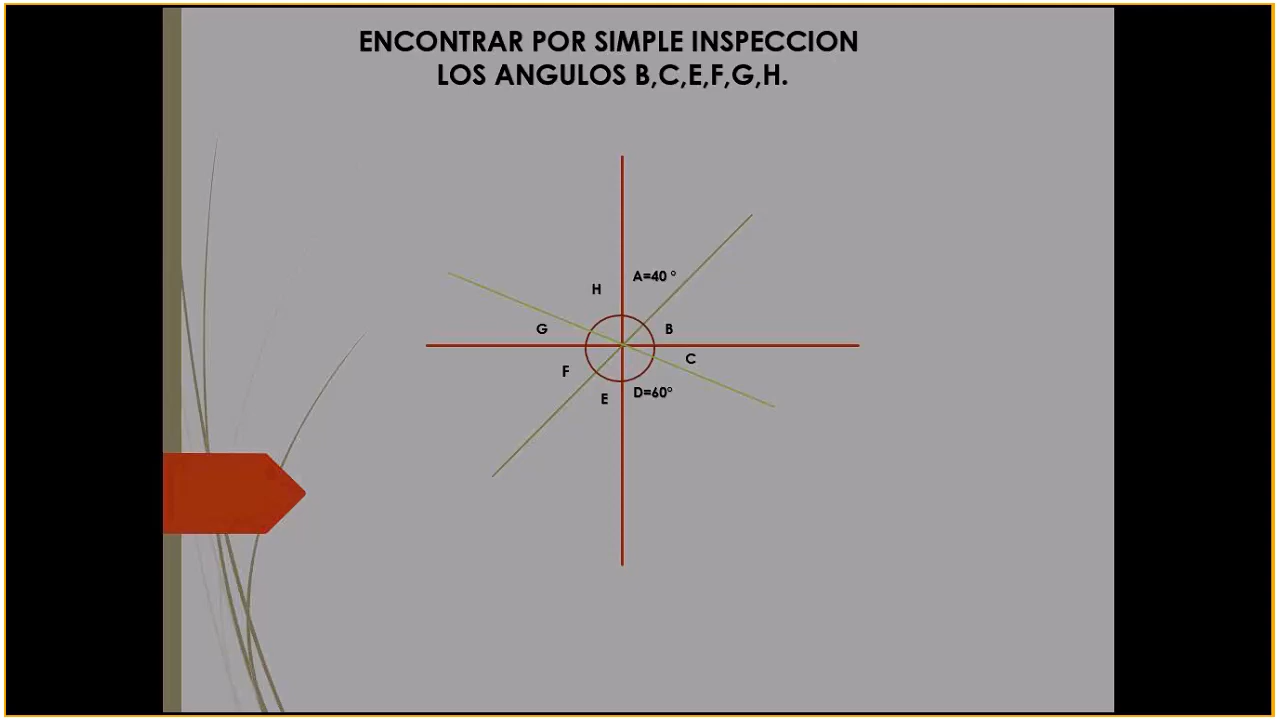 ENCONTRAR POR SIMPLE INSPECCION
LOS ANGULOS B,C,E,F,G,H.
A=40 °
H
G
B
C
F
E
D=60°